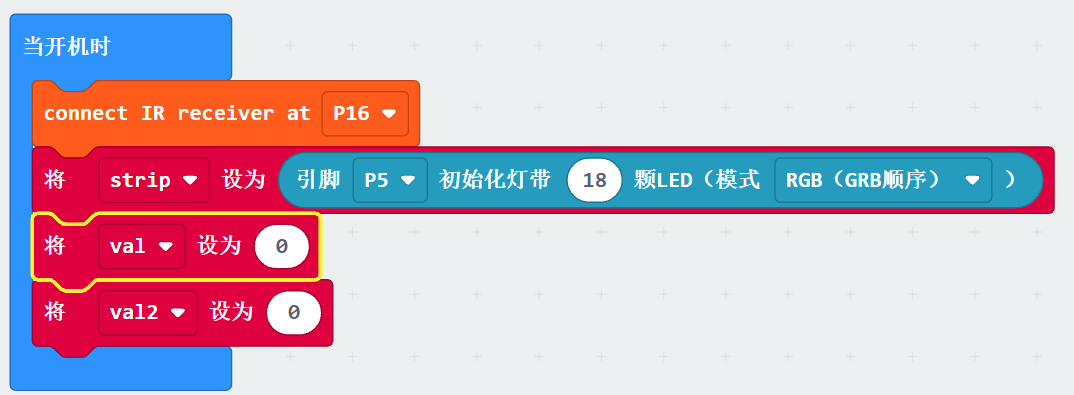 当开机时
connect IR receiver at P16
将 strip 设为 引脚 P5 初始化灯带 18 颗LED（模式 RGB（GRB顺序） ）
将 val 设为 0
将 val2 设为 0